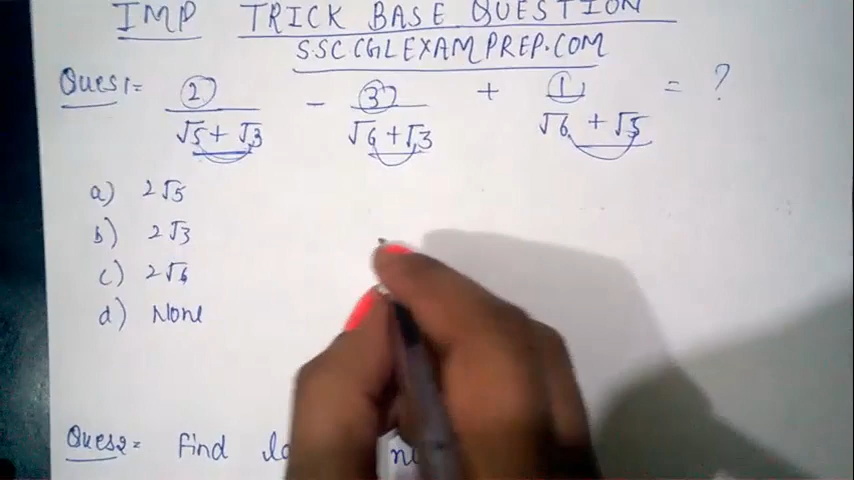 IMP TRICK BASE QUESTION
SSCCGLEXAMPREP.COM
Ques1= 2/(√5+√3) - 3/(√6+√3) + 1/(√6+√5) = ?
a) 2√5
b) 2√3
c) 2√6
d) None
Ques2= Find